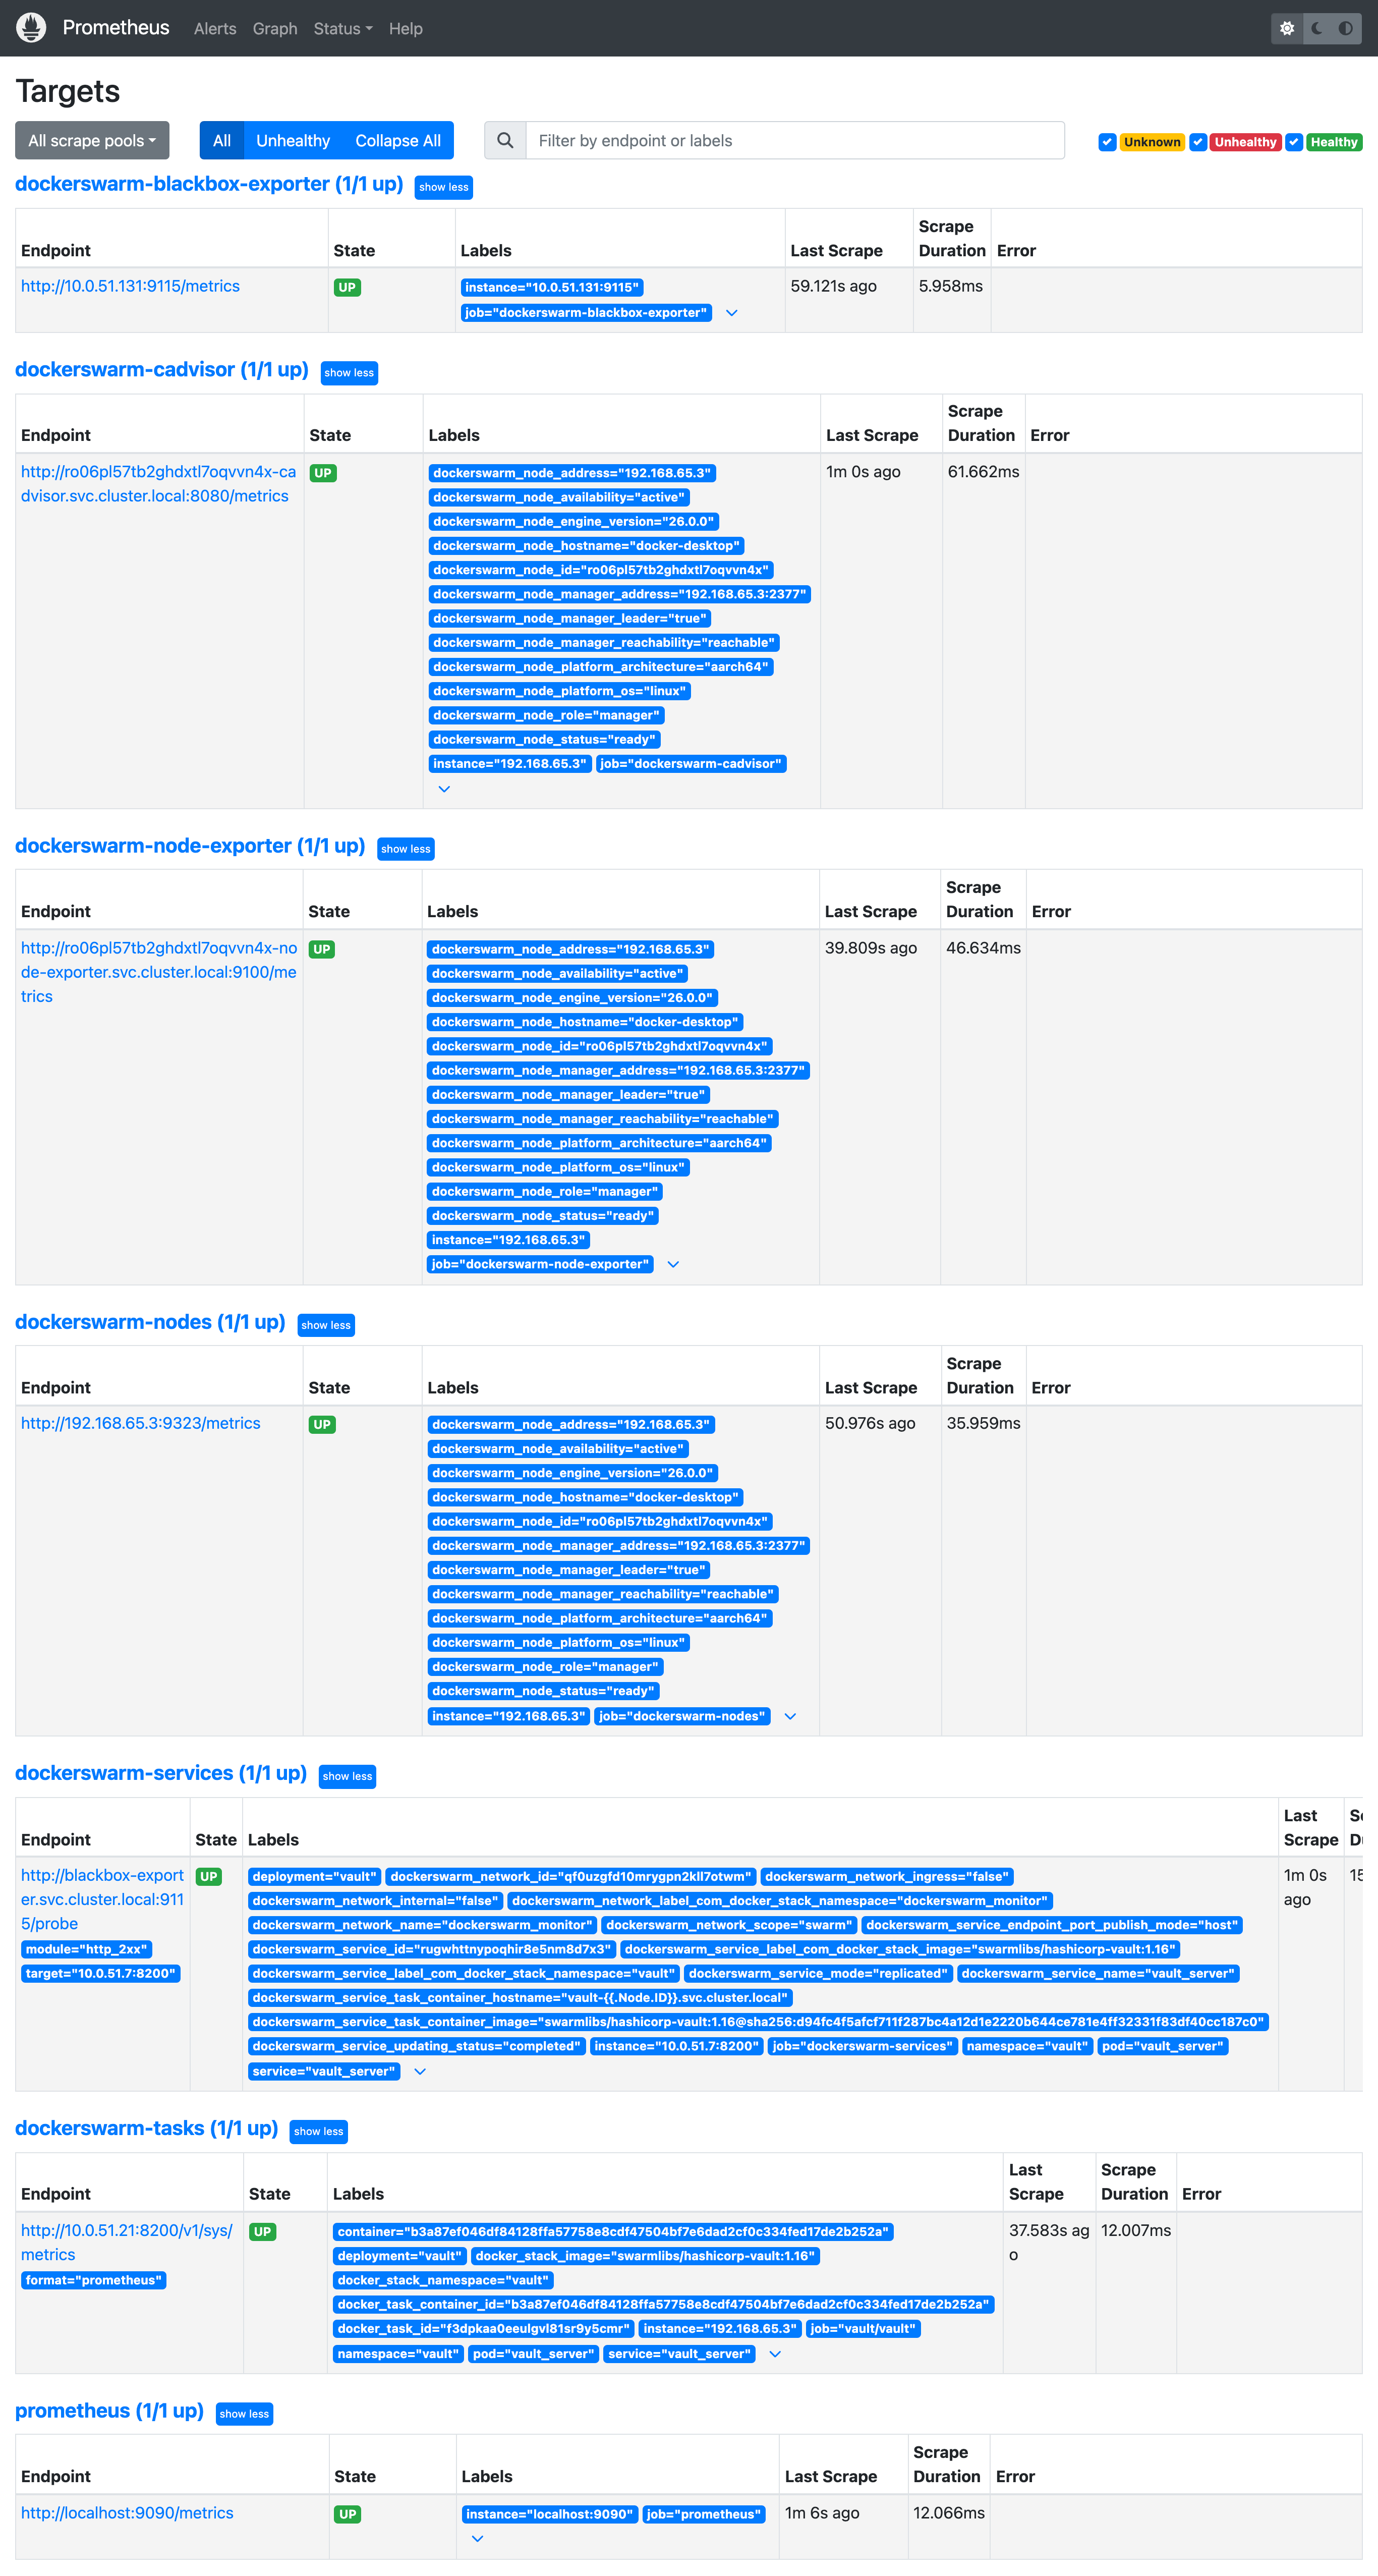 Prometheus Alerts Graph Status Help
Targets
All scrape pools All Unhealthy Collapse All Filter by endpoint or labels Unknown Unhealthy Healthy
dockerswarm-blackbox-exporter (1/1 up) show less
Endpoint State Labels Last Scrape Scrape Duration Error
http://10.0.51.131:9115/metrics UP instance="10.0.51.131:9115" 59.121s ago 5.958ms
job="dockerswarm-blackbox-exporter"
dockerswarm-cadvisor (1/1 up) show less
Endpoint State Labels Last Scrape Scrape Duration Error
http://ro06pl57tb2ghdxtl7oqvvn4x-ca UP dockerswarm_node_address="192.168.65.3" 1m 0s ago 61.662ms
dvisor.svc.cluster.local:8080/metrics dockerswarm_node_availability="active"
dockerswarm_node_engine_version="26.0.0"
dockerswarm_node_hostname="docker-desktop"
dockerswarm_node_id="ro06pl57tb2ghdxtl7oqvvn4x"
dockerswarm_node_manager_address="192.168.65.3:2377"
dockerswarm_node_manager_leader="true"
dockerswarm_node_manager_reachability="reachable"
dockerswarm_node_platform_architecture="aarch64"
dockerswarm_node_platform_os="linux"
dockerswarm_node_role="manager"
dockerswarm_node_status="ready"
instance="192.168.65.3" job="dockerswarm-cadvisor"
dockerswarm-node-exporter (1/1 up) show less
Endpoint State Labels Last Scrape Scrape Duration Error
http://ro06pl57tb2ghdxtl7oqvvn4x-no UP dockerswarm_node_address="192.168.65.3" 39.809s ago 46.634ms
de-exporter.svc.cluster.local:9100/me dockerswarm_node_availability="active"
trics dockerswarm_node_engine_version="26.0.0"
dockerswarm_node_hostname="docker-desktop"
dockerswarm_node_id="ro06pl57tb2ghdxtl7oqvvn4x"
dockerswarm_node_manager_address="192.168.65.3:2377"
dockerswarm_node_manager_leader="true"
dockerswarm_node_manager_reachability="reachable"
dockerswarm_node_platform_architecture="aarch64"
dockerswarm_node_platform_os="linux"
dockerswarm_node_role="manager"
dockerswarm_node_status="ready"
instance="192.168.65.3"
job="dockerswarm-node-exporter"
dockerswarm-nodes (1/1 up) show less
Endpoint State Labels Last Scrape Scrape Duration Error
http://192.168.65.3:9323/metrics UP dockerswarm_node_address="192.168.65.3" 50.976s ago 35.959ms
dockerswarm_node_availability="active"
dockerswarm_node_engine_version="26.0.0"
dockerswarm_node_hostname="docker-desktop"
dockerswarm_node_id="ro06pl57tb2ghdxtl7oqvvn4x"
dockerswarm_node_manager_address="192.168.65.3:2377"
dockerswarm_node_manager_leader="true"
dockerswarm_node_manager_reachability="reachable"
dockerswarm_node_platform_architecture="aarch64"
dockerswarm_node_platform_os="linux"
dockerswarm_node_role="manager"
dockerswarm_node_status="ready"
instance="192.168.65.3" job="dockerswarm-nodes"
dockerswarm-services (1/1 up) show less
Endpoint State Labels Last Scrape
http://blackbox-export UP deployment="vault" dockerswarm_network_id="qf0uzgfd10mrygpn2kll7otwm" dockerswarm_network_ingress="false" 1m 0s 15
er.svc.cluster.local:911 dockerswarm_network_internal="false" dockerswarm_network_label_com_docker_stack_namespace="dockerswarm_monitor" ago
5/probe dockerswarm_network_name="dockerswarm_monitor" dockerswarm_network_scope="swarm" dockerswarm_service_endpoint_port_publish_mode="host"
module="http_2xx" dockerswarm_service_id="rugwhttnypoqhir8e5nm8d7x3" dockerswarm_service_label_com_docker_stack_image="swarmlibs/hashicorp-vault:1.16"
target="10.0.51.7:8200" dockerswarm_service_label_com_docker_stack_namespace="vault" dockerswarm_service_mode="replicated" dockerswarm_service_name="vault_server"
dockerswarm_service_task_container_hostname="vault-{{.Node.ID}}.svc.cluster.local"
dockerswarm_service_task_container_image="swarmlibs/hashicorp-vault:1.16@sha256:d94fc4f5afcf711f287bc4a12d1e2220b644ce781e4ff32331f83df40cc187c0"
dockerswarm_service_updating_status="completed" instance="10.0.51.7:8200" job="dockerswarm-services" namespace="vault" pod="vault_server"
service="vault_server"
dockerswarm-tasks (1/1 up) show less
Endpoint State Labels Last Scrape Scrape Duration Error
http://10.0.51.21:8200/v1/sys/ UP container="b3a87ef046df84128ffa57758e8cdf47504bf7e6dad2cf0c334fed17de2b252a" 37.583s ag 12.007ms
metrics deployment="vault" docker_stack_image="swarmlibs/hashicorp-vault:1.16" o
format="prometheus" docker_stack_namespace="vault"
docker_task_container_id="b3a87ef046df84128ffa57758e8cdf47504bf7e6dad2cf0c334fed17de2b252a"
docker_task_id="f3dpkaa0eeulgvl81sr9y5cmr" instance="192.168.65.3" job="vault/vault"
namespace="vault" pod="vault_server" service="vault_server"
prometheus (1/1 up) show less
Endpoint State Labels Last Scrape Scrape Duration Error
http://localhost:9090/metrics UP instance="localhost:9090" job="prometheus" 1m 6s ago 12.066ms